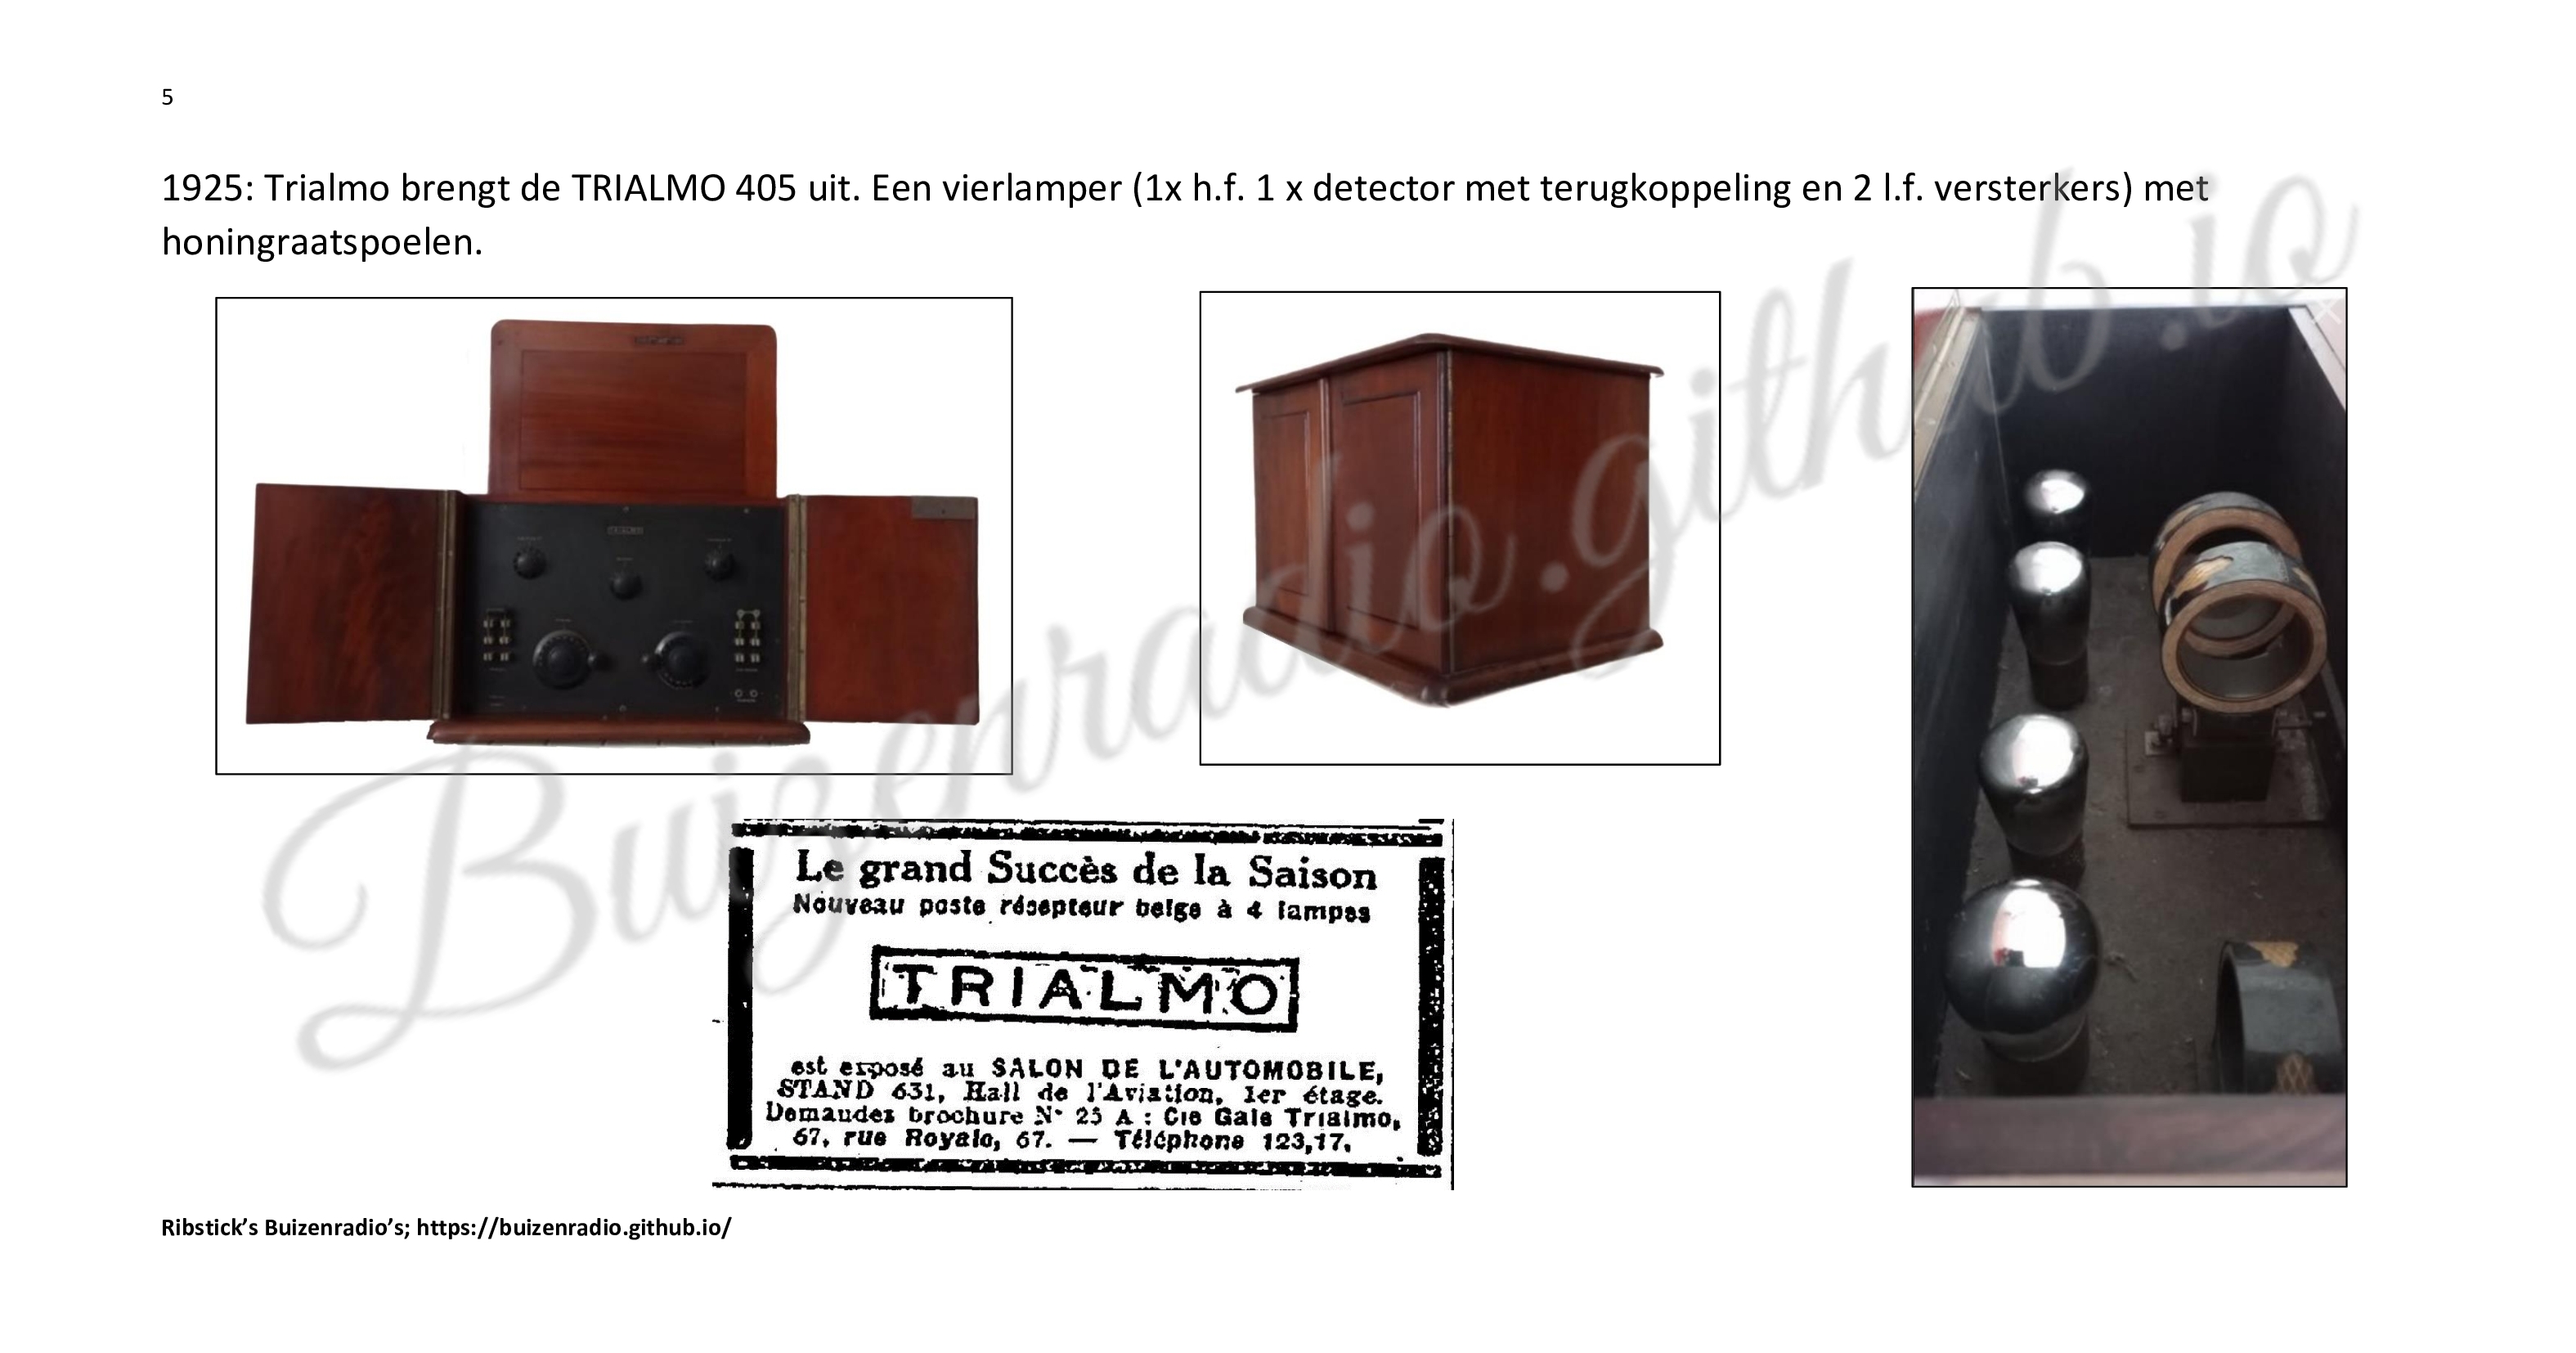 5
1925: Trialmo brengt de TRIALMO 405 uit. Een vierlamper (1x h.f. 1 x detector met terugkoppeling en 2 l.f. versterkers) met
honingraatspoelen.
TRIALMO
Buizenradio.github.io
Le grand Succès de la Saison
Nouveau poste récepteur belge à 4 lampes
TRIALMO
est exposé au SALON DE L'AUTOMOBILE,
STAND 631, Hall de l'Aviation, 1er étage.
Demandez brochure N° 25 A : Cie Gale Trialmo,
67, rue Royale, 67. — Téléphone 123,17.
Ribstick’s Buizenradio’s; https://buizenradio.github.io/